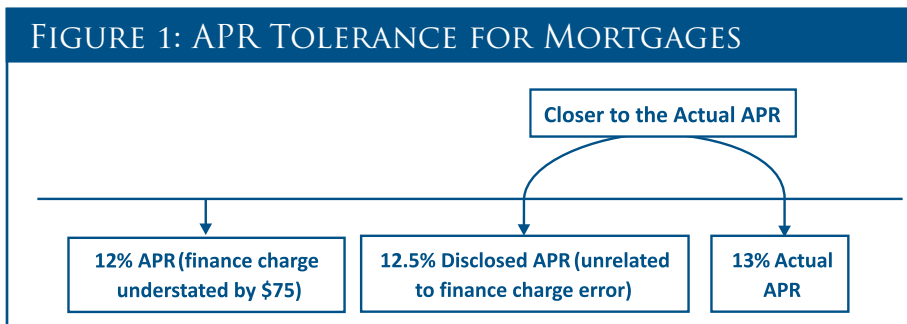 FIGURE 1: APR TOLERANCE FOR MORTGAGES
Closer to the Actual APR
12% APR (finance charge
understated by $75)
12.5% Disclosed APR (unrelated
to finance charge error)
13% Actual
APR